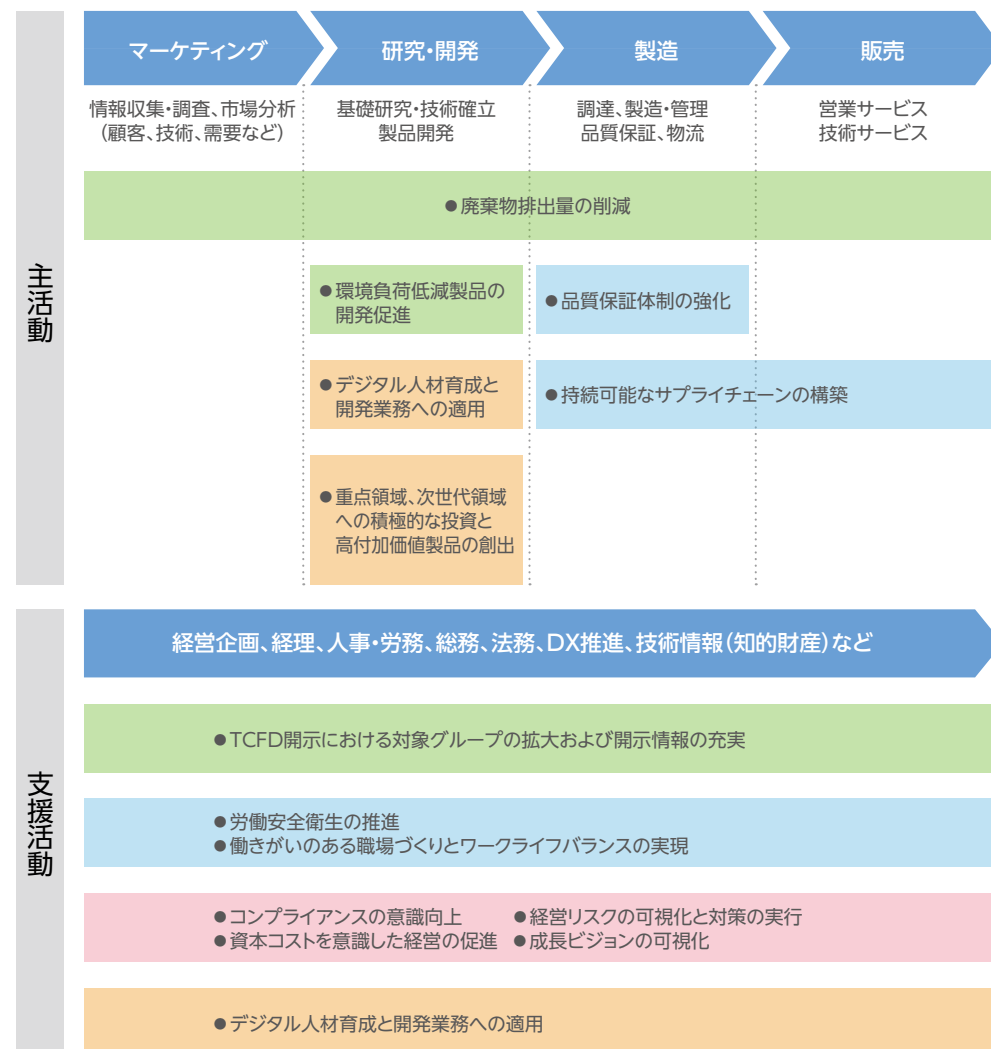 マーケティング
研究・開発
製造
販売
情報収集・調査、市場分析
（顧客、技術、需要など）
基礎研究・技術確立
製品開発
調達、製造・管理
品質保証、物流
営業サービス
技術サービス
主活動
●廃棄物排出量の削減
●環境負荷低減製品の
開発促進
●品質保証体制の強化
●デジタル人材育成と
開発業務への適用
●持続可能なサプライチェーンの構築
●重点領域、次世代領域
への積極的な投資と
高付加価値製品の創出
支援活動
経営企画、経理、人事・労務、総務、法務、DX推進、技術情報（知的財産）など
●TCFD開示における対象グループの拡大および開示情報の充実
●労働安全衛生の推進
●働きがいのある職場づくりとワークライフバランスの実現
●コンプライアンスの意識向上
●経営リスクの可視化と対策の実行
●資本コストを意識した経営の促進
●成長ビジョンの可視化
●デジタル人材育成と開発業務への適用